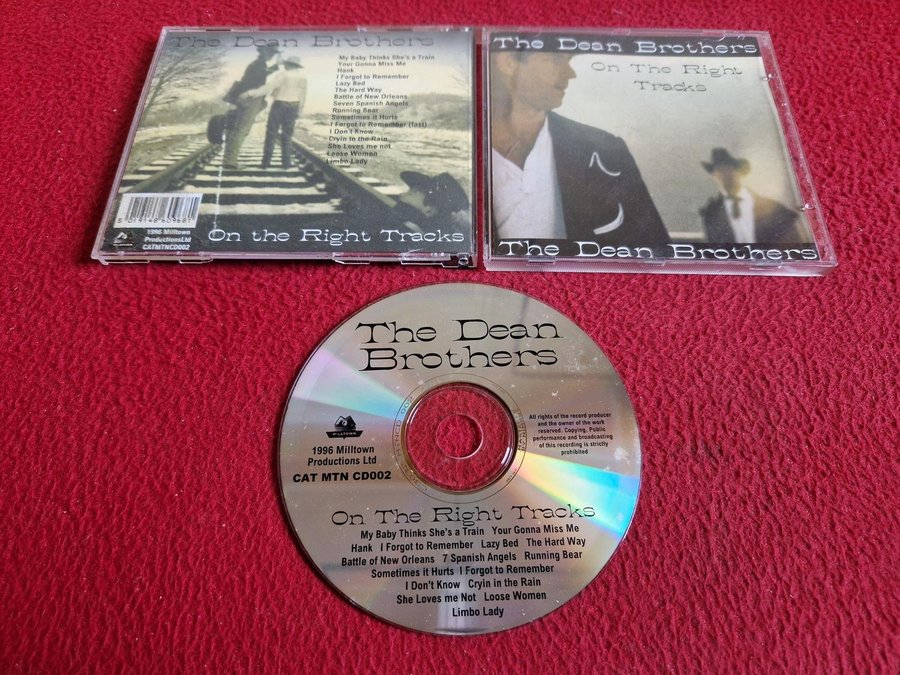 The Dean Brothers
My Baby Thinks She's a Train
Your Gonna Miss Me
Hank
I Forgot to Remember
Lazy Bed
The Hard Way
Battle of New Orleans
Seven Spanish Angels
Running Bear
Sometimes it Hurts
I Forgot to Remember (fast)
I Don't Know
Cryin in the Rain
She Loves me not
Loose Women
Limbo Lady
1996 Milltown
ProductionsLtd
CATMTNCD002
On the Right Tracks
The Dean Brothers
On The Right
Tracks
The Dean Brothers
The Dean
Brothers
MILLTOWN
1996 Milltown
Productions Ltd
CAT MTN CD002
All rights of the record producer
and the owner of the work
reserved. Copying. Public
performance and broadcasting
of this recording is strictly
prohibited
On The Right Tracks
My Baby Thinks She's a Train Your Gonna Miss Me
Hank I Forgot to Remember Lazy Bed The Hard Way
Battle of New Orleans 7 Spanish Angels Running Bear
Sometimes it Hurts I Forgot to Remember
I Don't Know Cryin in the Rain
She Loves me Not Loose Women
Limbo Lady